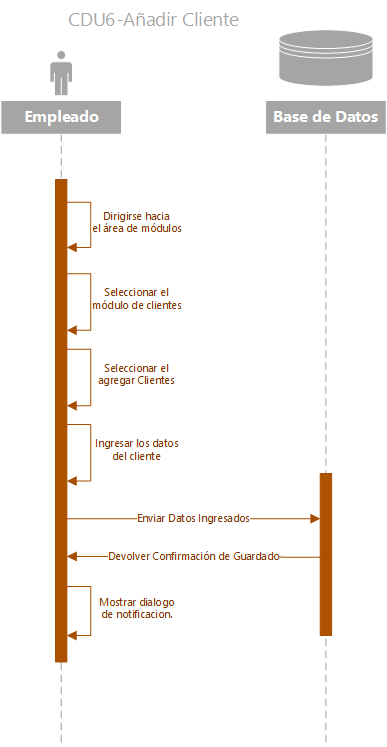 CDU6-Añadir Cliente
Empleado
Base de Datos
Dirigirse hacia
el área de módulos
Seleccionar el
módulo de clientes
Seleccionar el
agregar Clientes
Ingresar los datos
del cliente
Enviar Datos Ingresados
Devolver Confirmación de Guardado
Mostrar dialogo
de notificacion.